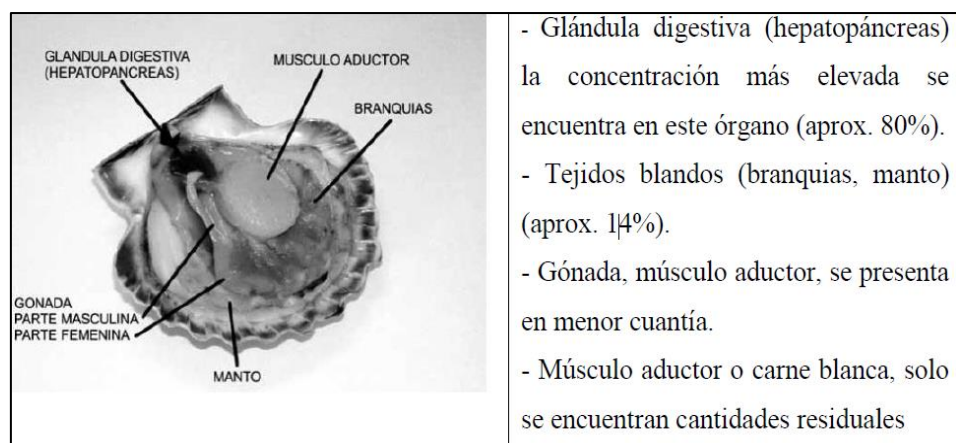 GLANDULA DIGESTIVA
(HEPATOPANCREAS)
MUSCULO ADUCTOR
BRANQUIAS
GONADA
PARTE MASCULINA
PARTE FEMENINA
MANTO
- Glándula digestiva (hepatopáncreas)
la concentración más elevada se
encuentra en este órgano (aprox. 80%).
- Tejidos blandos (branquias, manto)
(aprox. 14%).
- Gónada, músculo aductor, se presenta
en menor cuantía.
- Músculo aductor o carne blanca, solo
se encuentran cantidades residuales